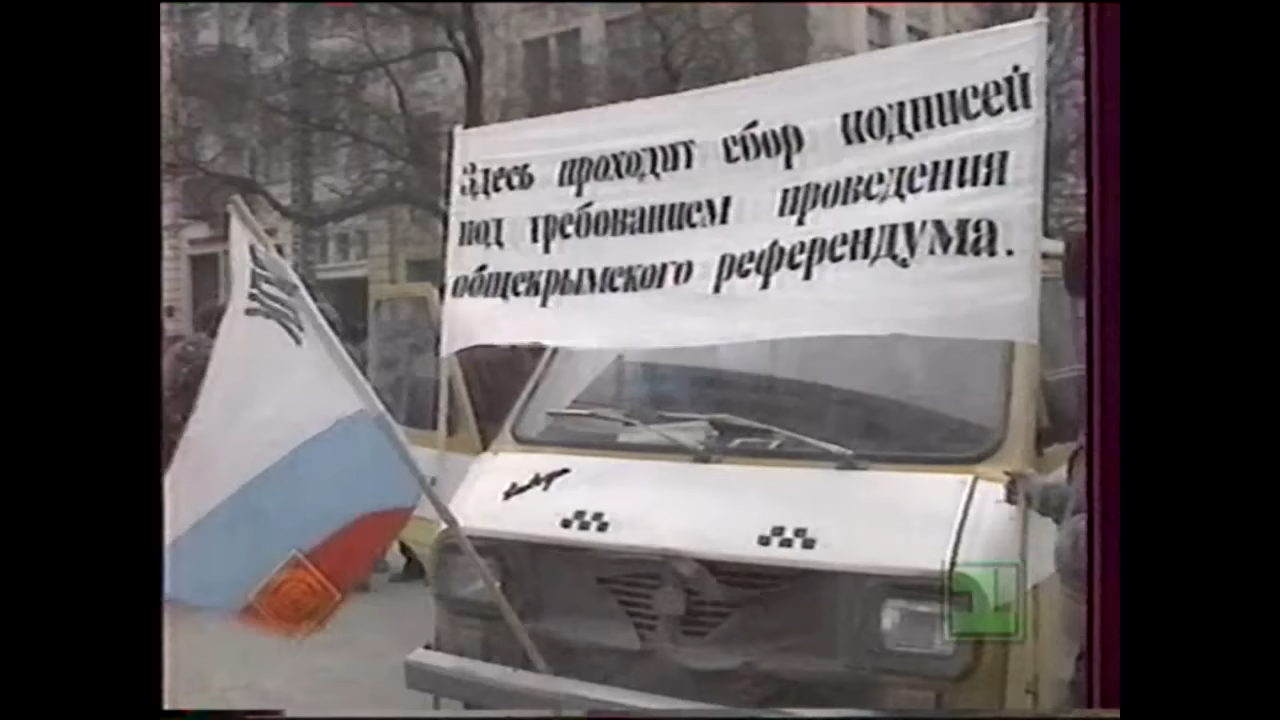 Здесь проходит сбор подписей
под требованием проведения
общекрымского референдума.